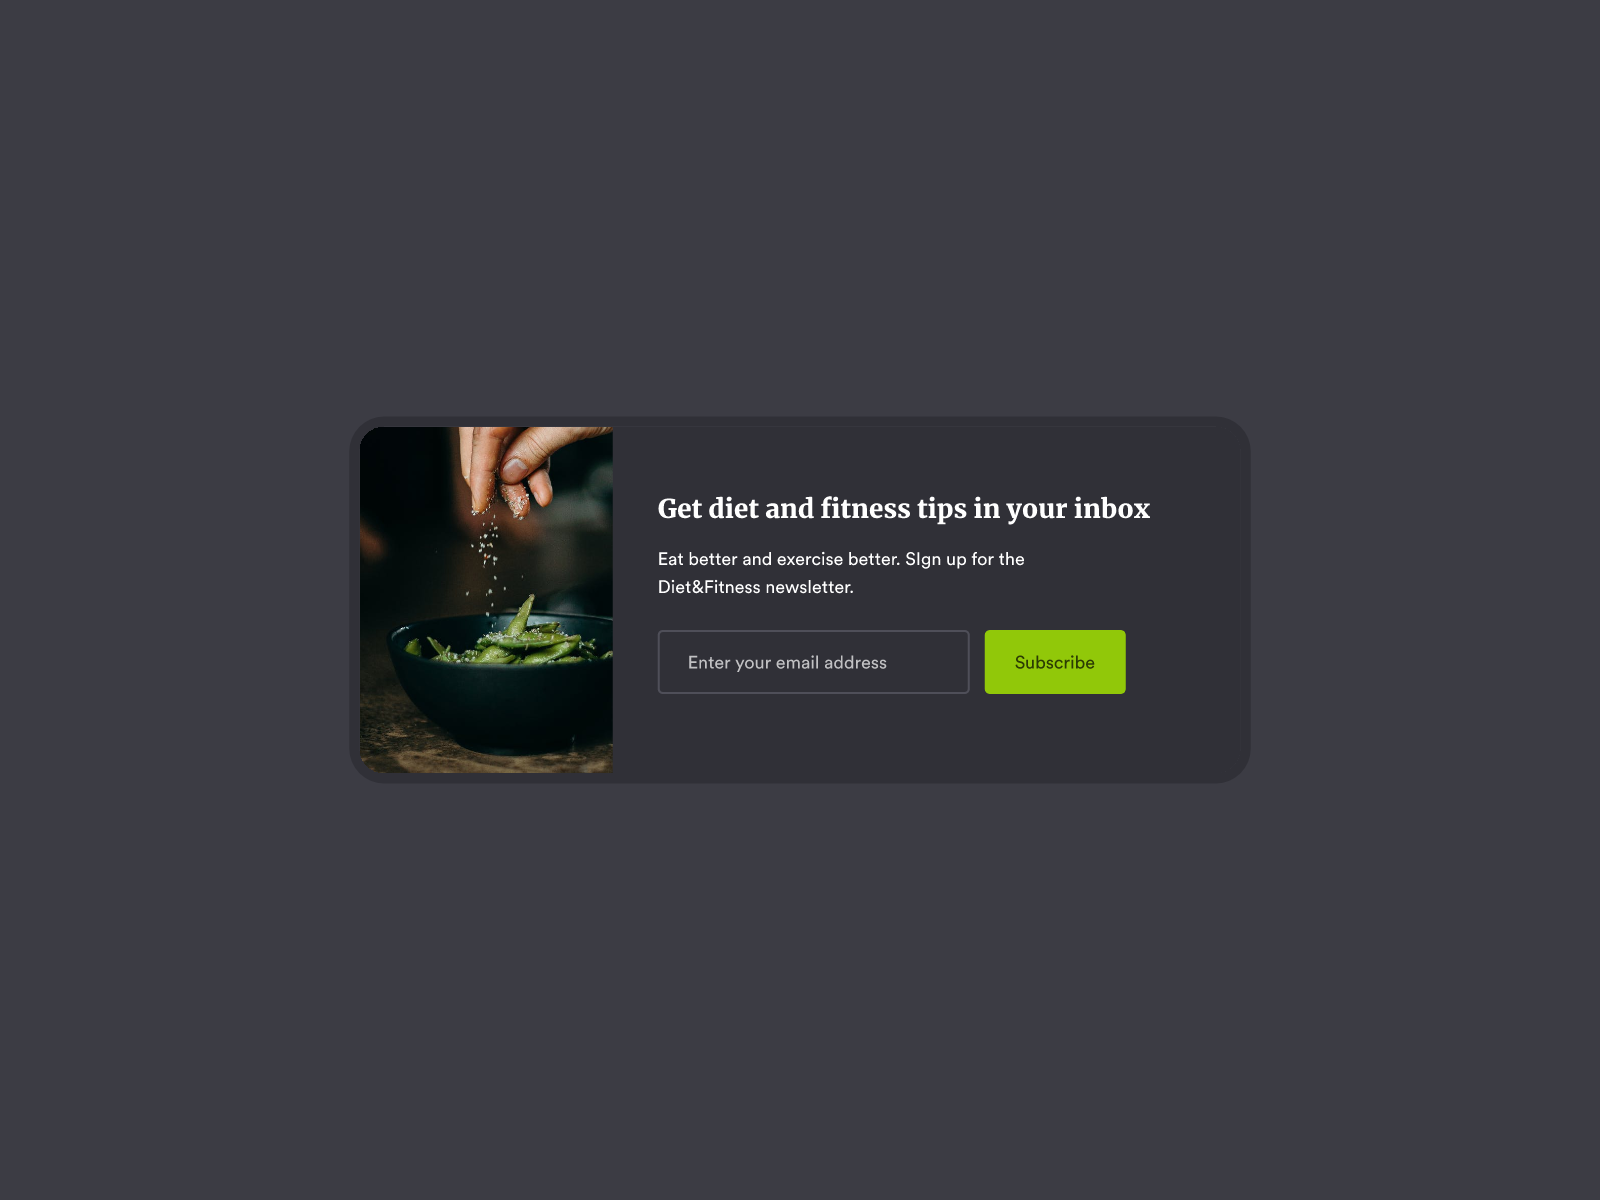 Get diet and fitness tips in your inbox
Eat better and exercise better. SIgn up for the
Diet&Fitness newsletter.
Enter your email address
Subscribe